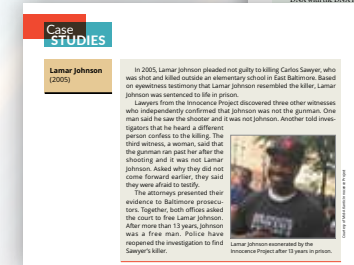 Case
STUDIES
Lamar Johnson
(2005)
In 2005, Lamar Johnson pleaded not guilty to killing Carlos Sawyer, who
was shot and killed outside an elementary school in East Baltimore. Based
on eyewitness testimony that Lamar Johnson resembled the killer, Lamar
Johnson was sentenced to life in prison.
Lawyers from the Innocence Project discovered three other witnesses
who independently confirmed that Johnson was not the gunman. One
man said he saw the shooter and it was not Johnson. Another told inves-
tigators that he heard a different
person confess to the killing. The
third witness, a woman, said that
the gunman ran past her after the
shooting and it was not Lamar
Johnson. Asked why they did not
come forward earlier, they said
they were afraid to testify.
The attorneys presented their
evidence to Baltimore prosecu-
tors. Together, both offices asked
the court to free Lamar Johnson.
After more than 13 years, Johnson
was a free man. Police have
reopened the investigation to find
Sawyer's killer.
Lamar Johnson exonerated by the
Innocence Project after 13 years in prison.